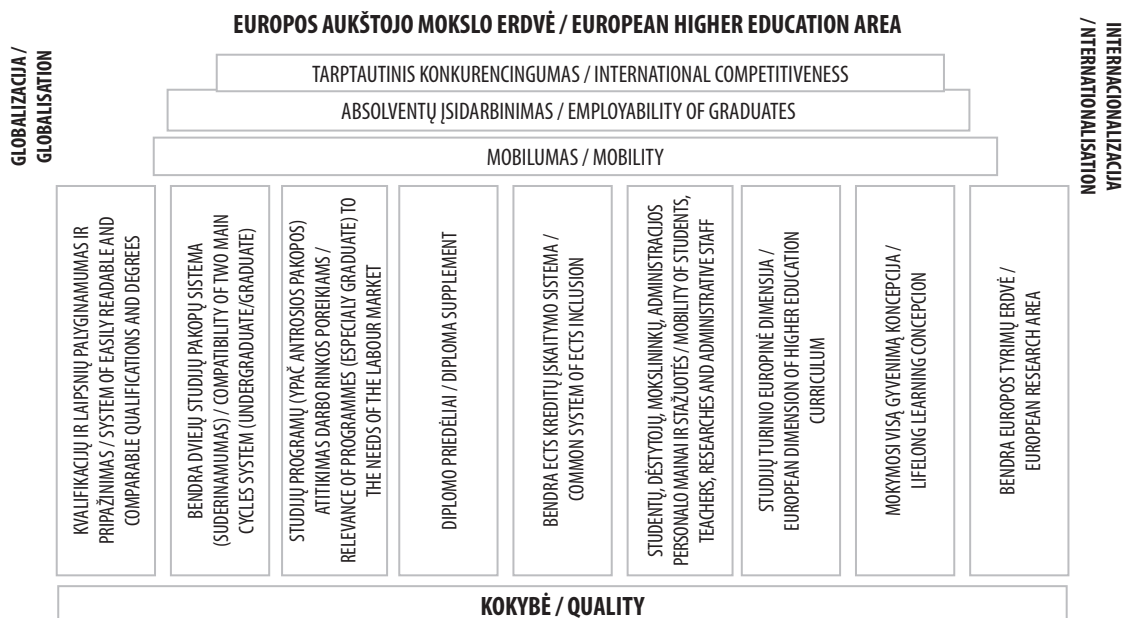 EUROPOS AUKŠTOJO MOKSLO ERDVĖ / EUROPEAN HIGHER EDUCATION AREA
GLOBALIZACIJA /
GLOBALISATION
INTERNACIONALIZACIJA
/ NTERNATIONALISATION
TARPTAUTINIS KONKURENCINGUMAS / INTERNATIONAL COMPETITIVENESS
ABSOLVENTŲ ĮSIDARBINIMAS / EMPLOYABILITY OF GRADUATES
MOBILUMAS / MOBILITY
KVALIFIKACIJŲ IR LAIPSNIŲ PALYGINAMUMAS IR
PRIPAŽINIMAS / SYSTEM OF EASILY READABLE AND
COMPARABLE QUALIFICATIONS AND DEGREES
BENDRA DVIEJŲ STUDIJŲ PAKOPŲ SISTEMA
(SUDERINAMUMAS) / COMPATIBILITY OF TWO MAIN
CYCLES SYSTEM (UNDERGRADUATE/GRADUATE)
STUDIJŲ PROGRAMŲ (YPAČ ANTROSIOS PAKOPOS)
ATITIKIMAS DARBO RINKOS POREIKIAMS /
RELEVANCE OF PROGRAMMES (ESPECIALY GRADUATE) TO
THE NEEDS OF THE LABOUR MARKET
DIPLOMO PRIEDĖLIAI / DIPLOMA SUPPLEMENT
BENDRA ECTS KREDITŲ ĮSKAITYMO SISTEMA /
COMMON SYSTEM OF ECTS INCLUSION
STUDENTŲ, DĖSTYTOJŲ, MOKSLININKŲ, ADMINISTRACIJOS
PERSONALO MAINAI IR STAŽUOTĖS / MOBILITY OF STUDENTS,
TEACHERS, RESEARCHES AND ADMINISTRATIVE STAFF
STUDIJŲ TURINIO EUROPINĖ DIMENSIJA /
EUROPEAN DIMENSION OF HIGHER EDUCATION
CURRICULUM
MOKYMOSI VISĄ GYVENIMĄ KONCEPCIJA /
LIFELONG LEARNING CONCEPCION
BENDRA EUROPOS TYRIMŲ ERDVĖ /
EUROPEAN RESEARCH AREA
KOKYBĖ / QUALITY